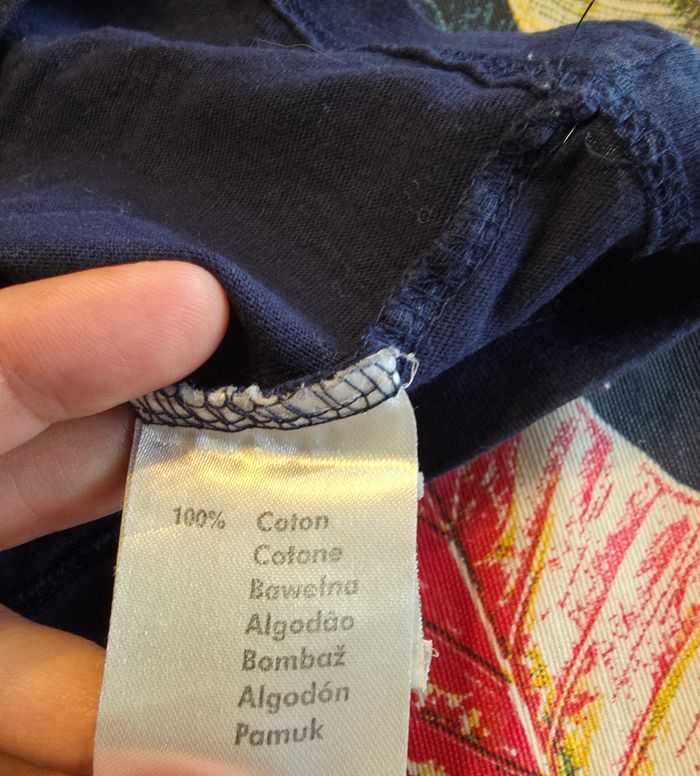 100% Coton
Cotone
Bawełna
Algodão
Bombaž
Algodón
Pamuk